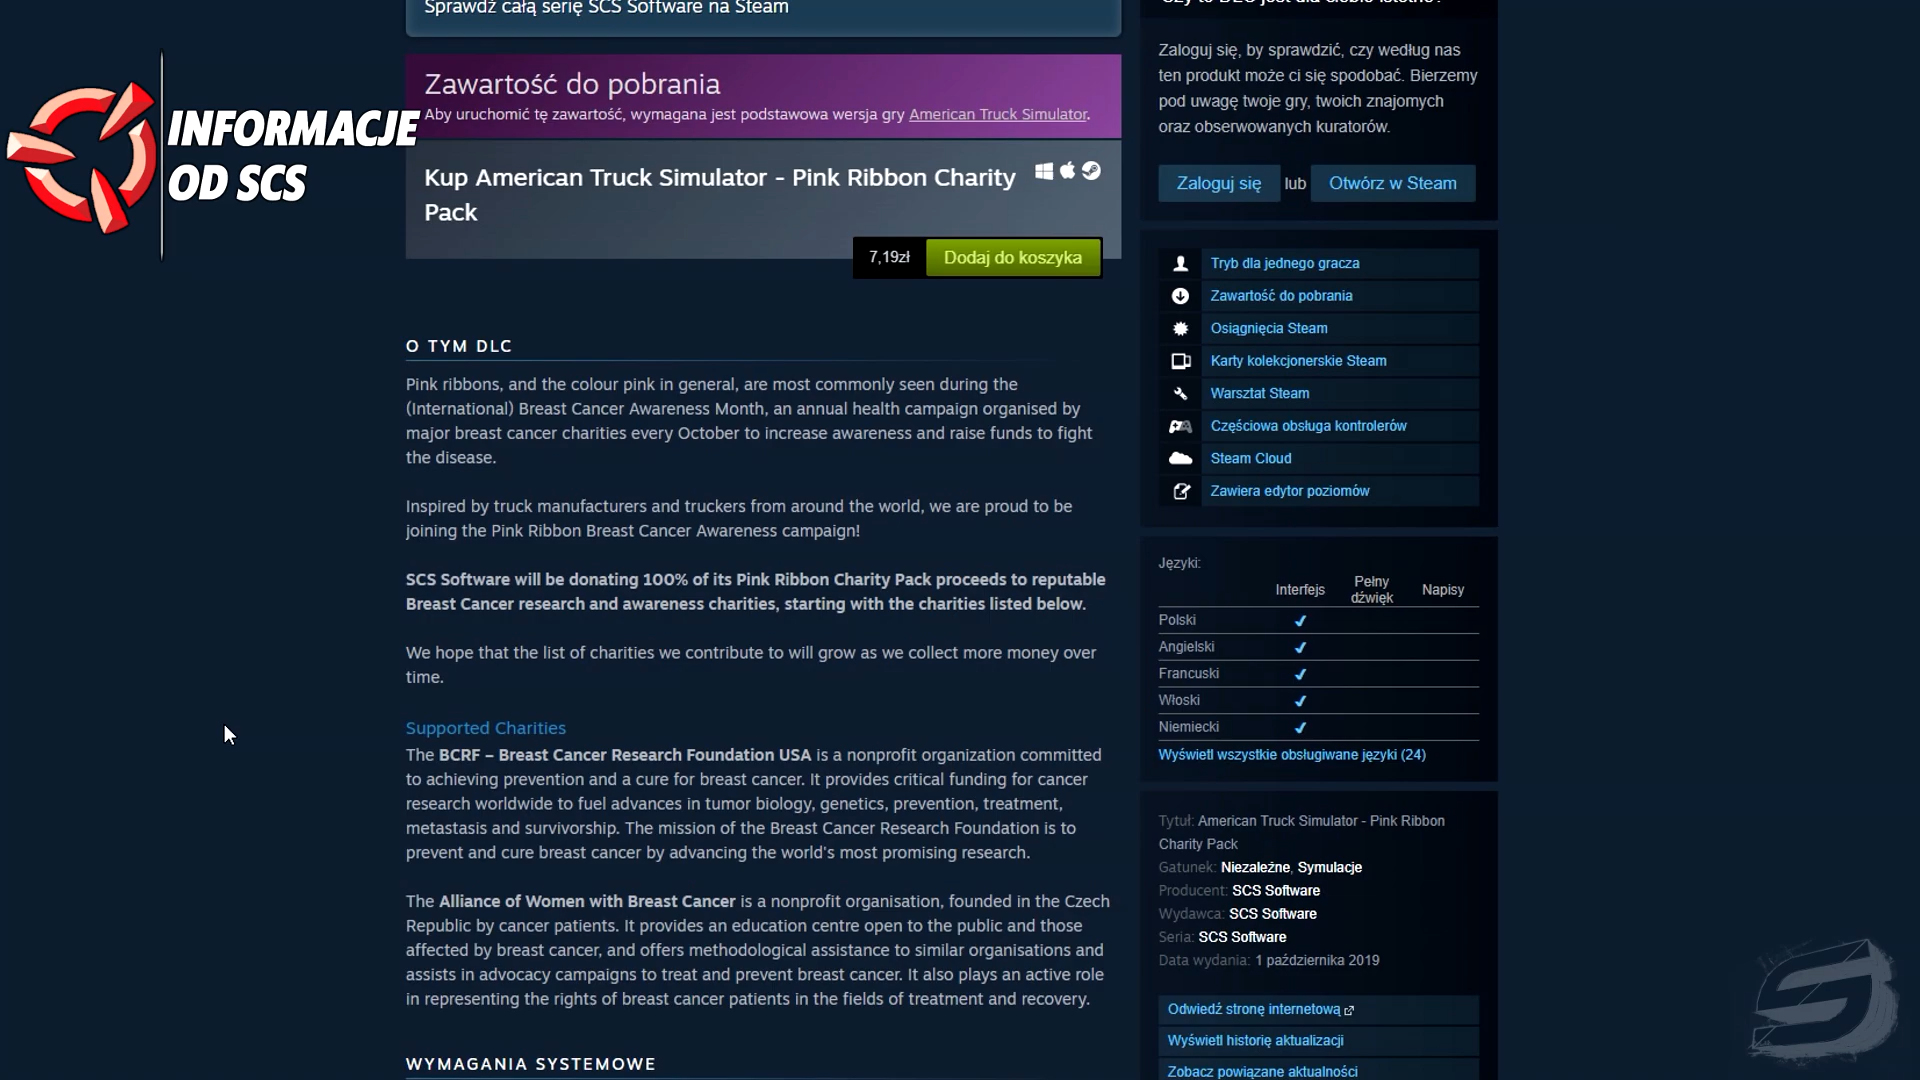 Sprawdź całą serię SCS Software na Steam
Zawartość do pobrania
Aby uruchomić tę zawartość, wymagana jest podstawowa wersja gry American Truck Simulator.
INFORMACJE
OD SCS
Kup American Truck Simulator - Pink Ribbon Charity
Pack
7,19zł
Dodaj do koszyka
O TYM DLC
Pink ribbons, and the colour pink in general, are most commonly seen during the
(International) Breast Cancer Awareness Month, an annual health campaign organised by
major breast cancer charities every October to increase awareness and raise funds to fight
the disease.
Inspired by truck manufacturers and truckers from around the world, we are proud to be
joining the Pink Ribbon Breast Cancer Awareness campaign!
SCS Software will be donating 100% of its Pink Ribbon Charity Pack proceeds to reputable
Breast Cancer research and awareness charities, starting with the charities listed below.
We hope that the list of charities we contribute to will grow as we collect more money over
time.
Supported Charities
The BCRF – Breast Cancer Research Foundation USA is a nonprofit organization committed
to achieving prevention and a cure for breast cancer. It provides critical funding for cancer
research worldwide to fuel advances in tumor biology, genetics, prevention, treatment,
metastasis and survivorship. The mission of the Breast Cancer Research Foundation is to
prevent and cure breast cancer by advancing the world's most promising research.
The Alliance of Women with Breast Cancer is a nonprofit organisation, founded in the Czech
Republic by cancer patients. It provides an education centre open to the public and those
affected by breast cancer, and offers methodological assistance to similar organisations and
assists in advocacy campaigns to treat and prevent breast cancer. It also plays an active role
in representing the rights of breast cancer patients in the fields of treatment and recovery.
WYMAGANIA SYSTEMOWE
Zaloguj się, by sprawdzić, czy według nas
ten produkt może ci się spodobać. Bierzemy
pod uwagę twoje gry, twoich znajomych
oraz obserwowanych kuratorów.
Zaloguj się lub Otwórz w Steam
Tryb dla jednego gracza
Zawartość do pobrania
Osiągnięcia Steam
Karty kolekcjonerskie Steam
Warsztat Steam
Częściowa obsługa kontrolerów
Steam Cloud
Zawiera edytor poziomów
Języki:
Interfejs Pełny dźwięk Napisy
Polski ✔
Angielski ✔
Francuski ✔
Włoski ✔
Niemiecki ✔
Wyświetl wszystkie obsługiwane języki (24)
Tytuł: American Truck Simulator - Pink Ribbon
Charity Pack
Gatunek: Niezależne, Symulacje
Producent: SCS Software
Wydawca: SCS Software
Seria: SCS Software
Data wydania: 1 października 2019
Odwiedź stronę internetową
Wyświetl historię aktualizacji
Zobacz powiązane aktualności